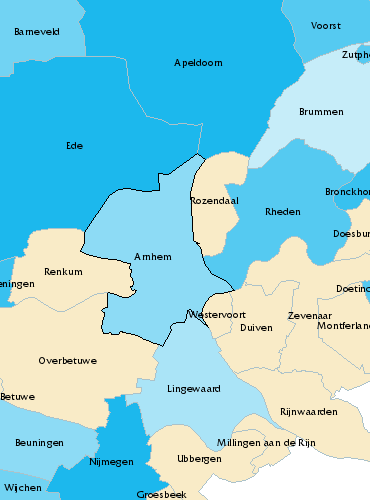 Voorst
Barneveld
Zutphe
Apeldoorn
Brummen
Ede
Bronckhor
Rozendaal
Rheden
Doesbur
Arnhem
Renkum
eningen
Doetinc
Westervoort
Zevenaar
Duiven
Montferland
Overbetuwe
Lingewaard
Betuwe
Rijnwaarden
Beuningen
Millingen aan de Rijn
Ubbergen
Nijmegen
Wijchen
Groesbeek